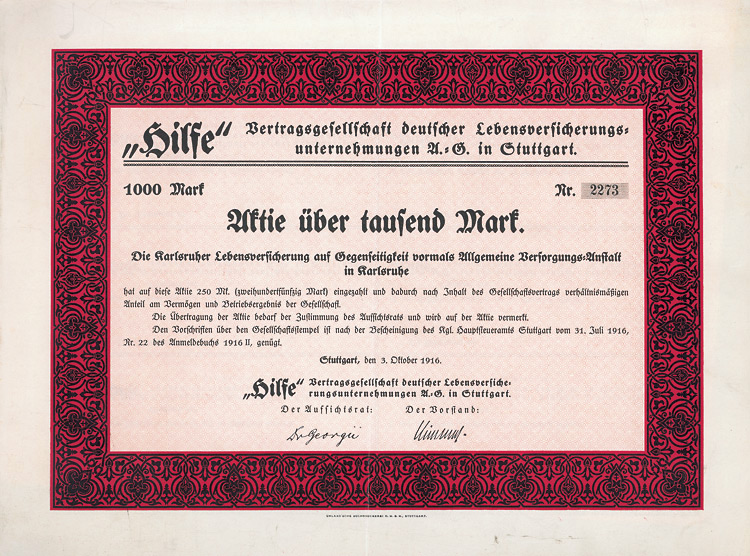 „Hilfe“ Vertragsgesellschaft deutscher Lebensversicherungs-
unternehmungen A.-G. in Stuttgart.
1000 Mark Nr. 2273
Aktie über tausend Mark.
Die Karlsruher Lebensversicherung auf Gegenseitigkeit vormals Allgemeine Versorgungs-Anstalt
in Karlsruhe
hat auf diese Aktie 250 Mk. (zweihundertfünfzig Mark) eingezahlt und dadurch nach Inhalt des Gesellschaftsvertrags verhältnismäßigen
Anteil am Vermögen und Betriebsergebnis der Gesellschaft.
Die Übertragung der Aktie bedarf der Zustimmung des Aufsichtsrats und wird auf der Aktie vermerkt.
Den Vorschriften über den Gesellschaftsstempel ist nach der Bescheinigung des Kgl. Hauptsteueramts Stuttgart vom 31. Juli 1916,
Nr. 22 des Anmeldebuchs 1916 II, genügt.
Stuttgart, den 3. Oktober 1916.
„Hilfe“ Vertragsgesellschaft deutscher Lebensversiche-
rungsunternehmungen A.-G. in Stuttgart.
Der Aufsichtsrat: Der Vorstand:
Dr Georgii
STUTTGART.